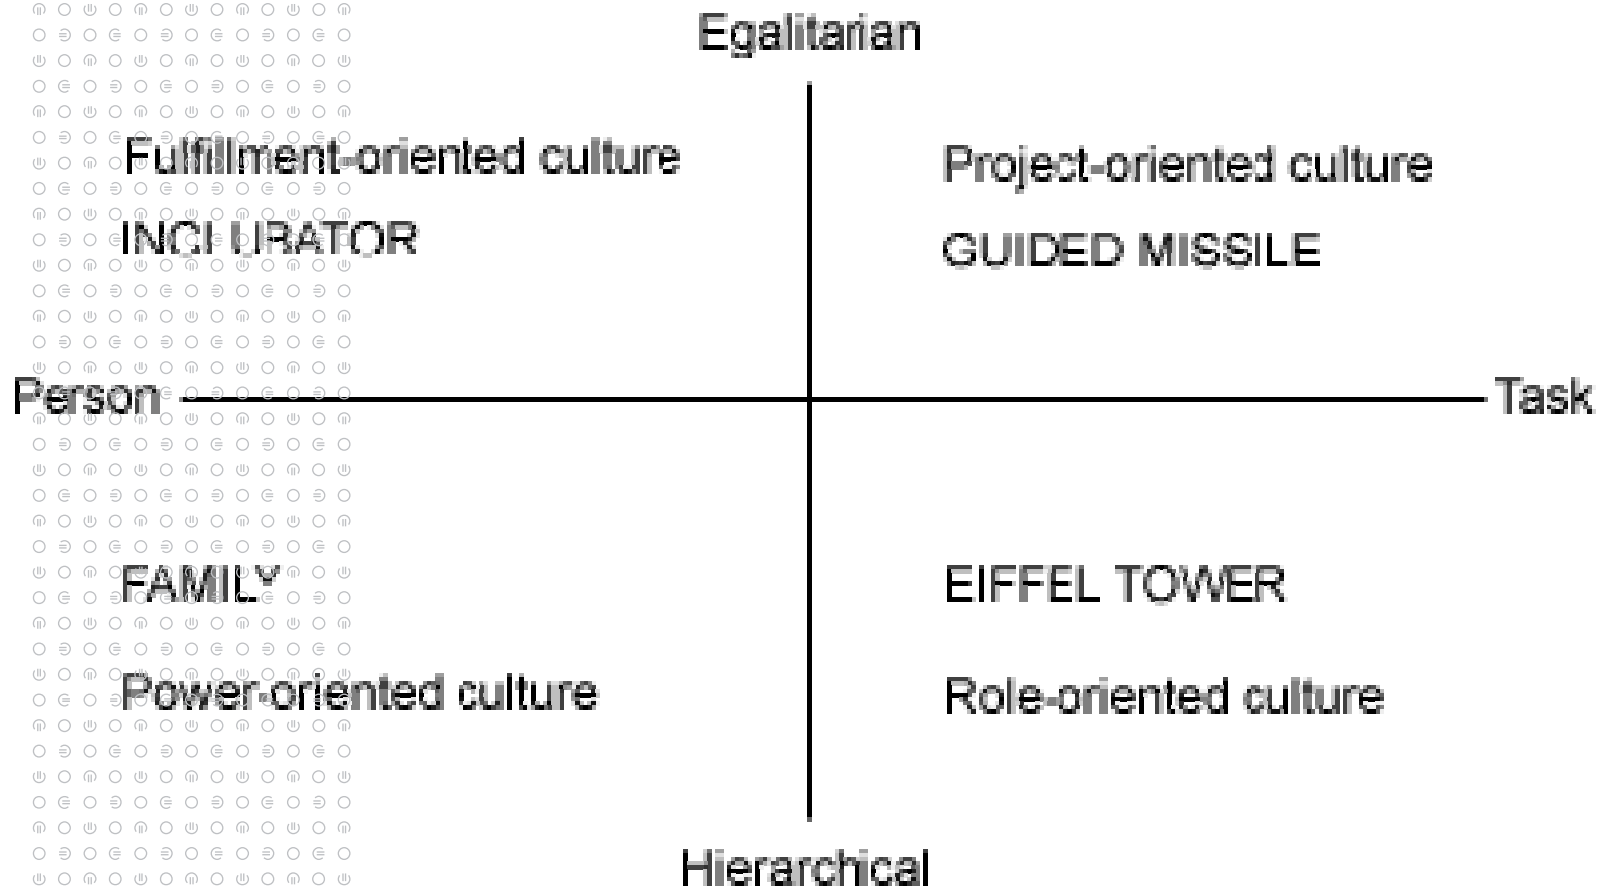 Egalitarian
Fulfillment-oriented culture
Project-oriented culture
INCLUBATOR
GUIDED MISSILE
Person
Task
FAMILY
EIFFEL TOWER
Power-oriented culture
Role-oriented culture
Hierarchical